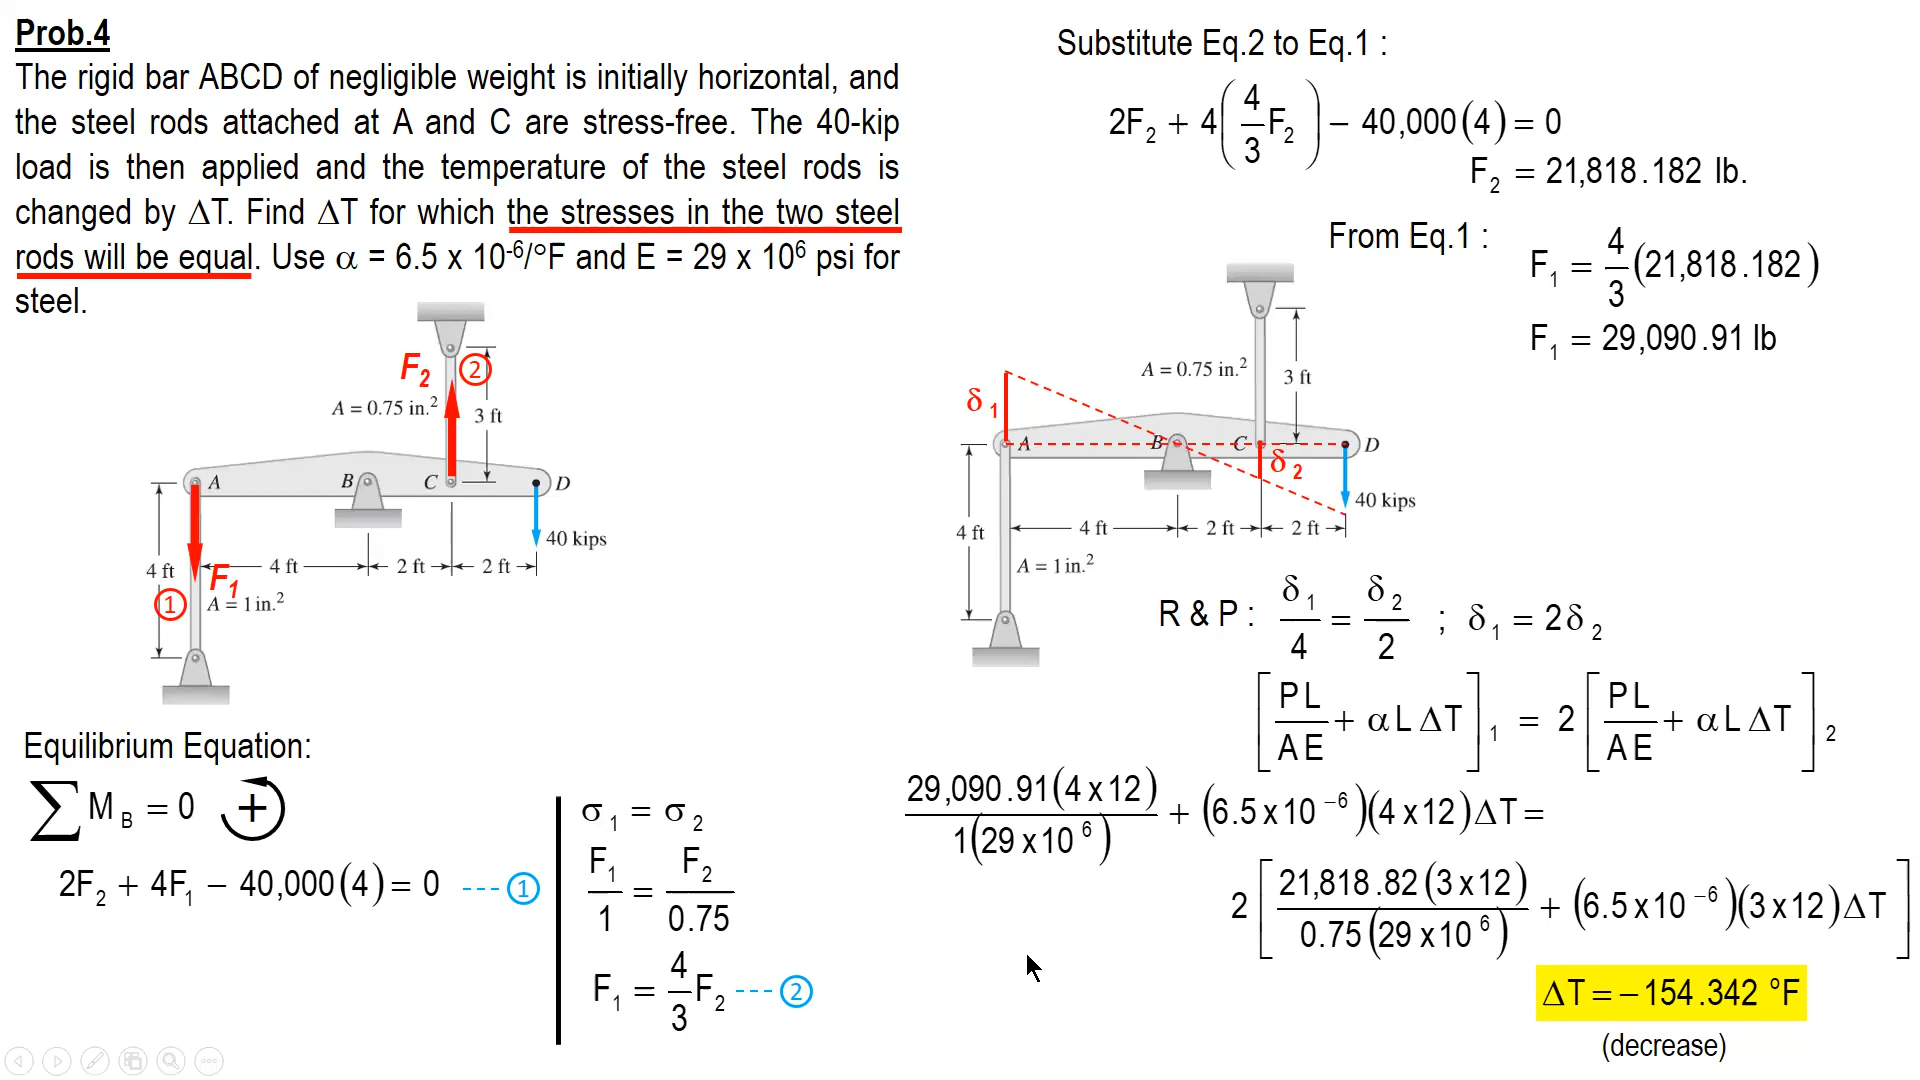 Prob.4
The rigid bar ABCD of negligible weight is initially horizontal, and
the steel rods attached at A and C are stress-free. The 40-kip
load is then applied and the temperature of the steel rods is
changed by ΔT. Find ΔT for which the stresses in the two steel
rods will be equal. Use α = 6.5 x 10⁻⁶/°F and E = 29 x 10⁶ psi for
steel.
F₂
2
A = 0.75 in.²
3 ft
A
B
C
D
40 kips
4 ft
4 ft
2 ft
2 ft
F₁
1
A = 1 in.²
Equilibrium Equation:
∑ M_B = 0 +
2F₂ + 4F₁ − 40,000(4) = 0 ---- 1
σ₁ = σ₂
F₁/1 = F₂/0.75
F₁ = 4/3 F₂ ---- 2
Substitute Eq.2 to Eq.1 :
2F₂ + 4(4/3 F₂) − 40,000(4) = 0
F₂ = 21,818.182 lb.
From Eq.1 :
F₁ = 4/3 (21,818.182)
F₁ = 29,090.91 lb
A = 0.75 in.²
3 ft
δ₁
A
B
C
D
δ₂
40 kips
4 ft
4 ft
2 ft
2 ft
A = 1 in.²
R & P : δ₁/4 = δ₂/2 ; δ₁ = 2δ₂
[PL/AE + αLΔT]₁ = 2[PL/AE + αLΔT]₂
29,090.91(4 x 12)/1(29 x 10⁶) + (6.5 x 10⁻⁶)(4 x 12)ΔT =
2[21,818.82(3 x 12)/0.75(29 x 10⁶) + (6.5 x 10⁻⁶)(3 x 12)ΔT]
ΔT = −154.342 °F
(decrease)